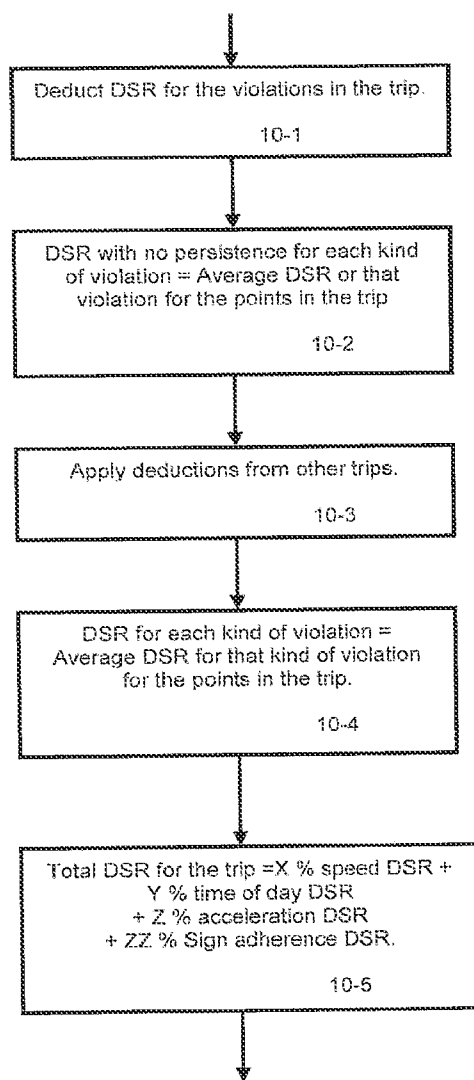 Deduct DSR for the violations in the trip.
10-1
DSR with no persistence for each kind
of violation = Average DSR or that
violation for the points in the trip
10-2
Apply deductions from other trips.
10-3
DSR for each kind of violation =
Average DSR for that kind of violation
for the points in the trip.
10-4
Total DSR for the trip =X % speed DSR +
Y % time of day DSR
+ Z % acceleration DSR
+ ZZ % Sign adherence DSR.
10-5